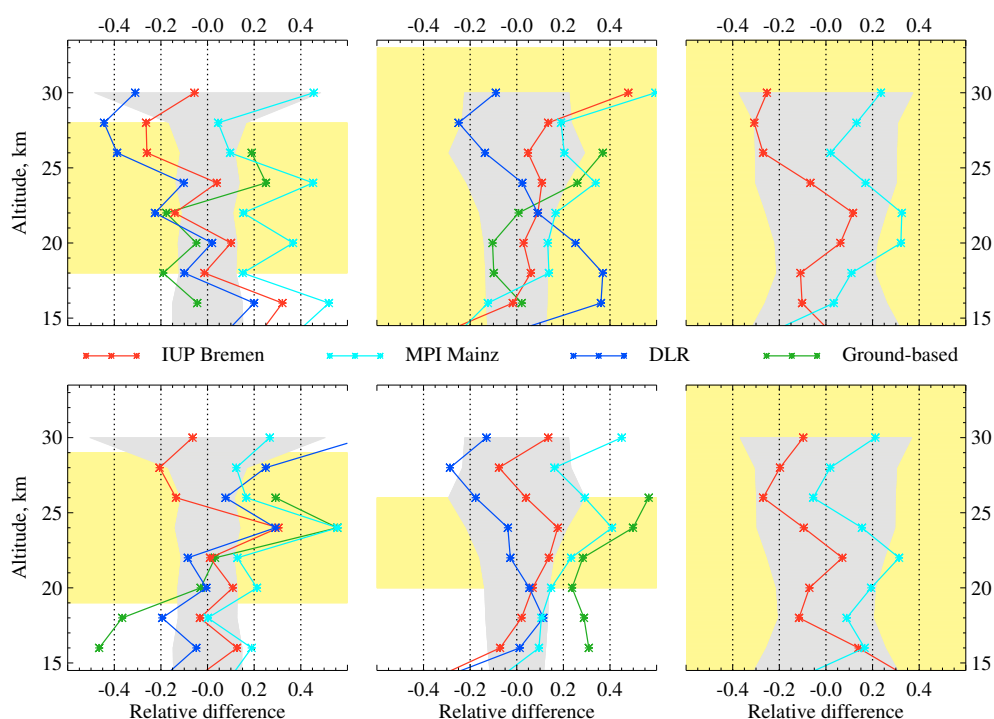 -0.4 -0.2 -0.0 0.2 0.4 -0.4 -0.2 -0.0 0.2 0.4 -0.4 -0.2 -0.0 0.2 0.4
30 30
25 25
20 20
15 15
Altitude, km
IUP Bremen MPI Mainz DLR Ground-based
30 30
25 25
20 20
15 15
Altitude, km
-0.4 -0.2 -0.0 0.2 0.4 -0.4 -0.2 -0.0 0.2 0.4 -0.4 -0.2 -0.0 0.2 0.4
Relative difference Relative difference Relative difference